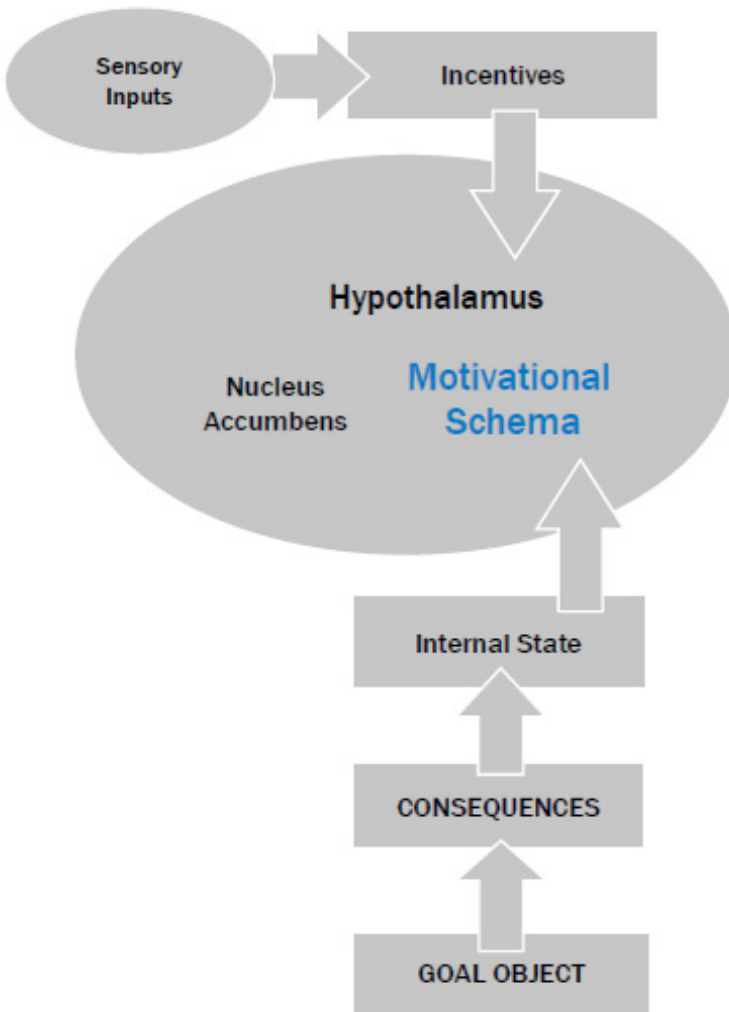 Sensory
Inputs
Incentives
Hypothalamus
Nucleus
Accumbens
Motivational
Schema
Internal State
CONSEQUENCES
GOAL OBJECT